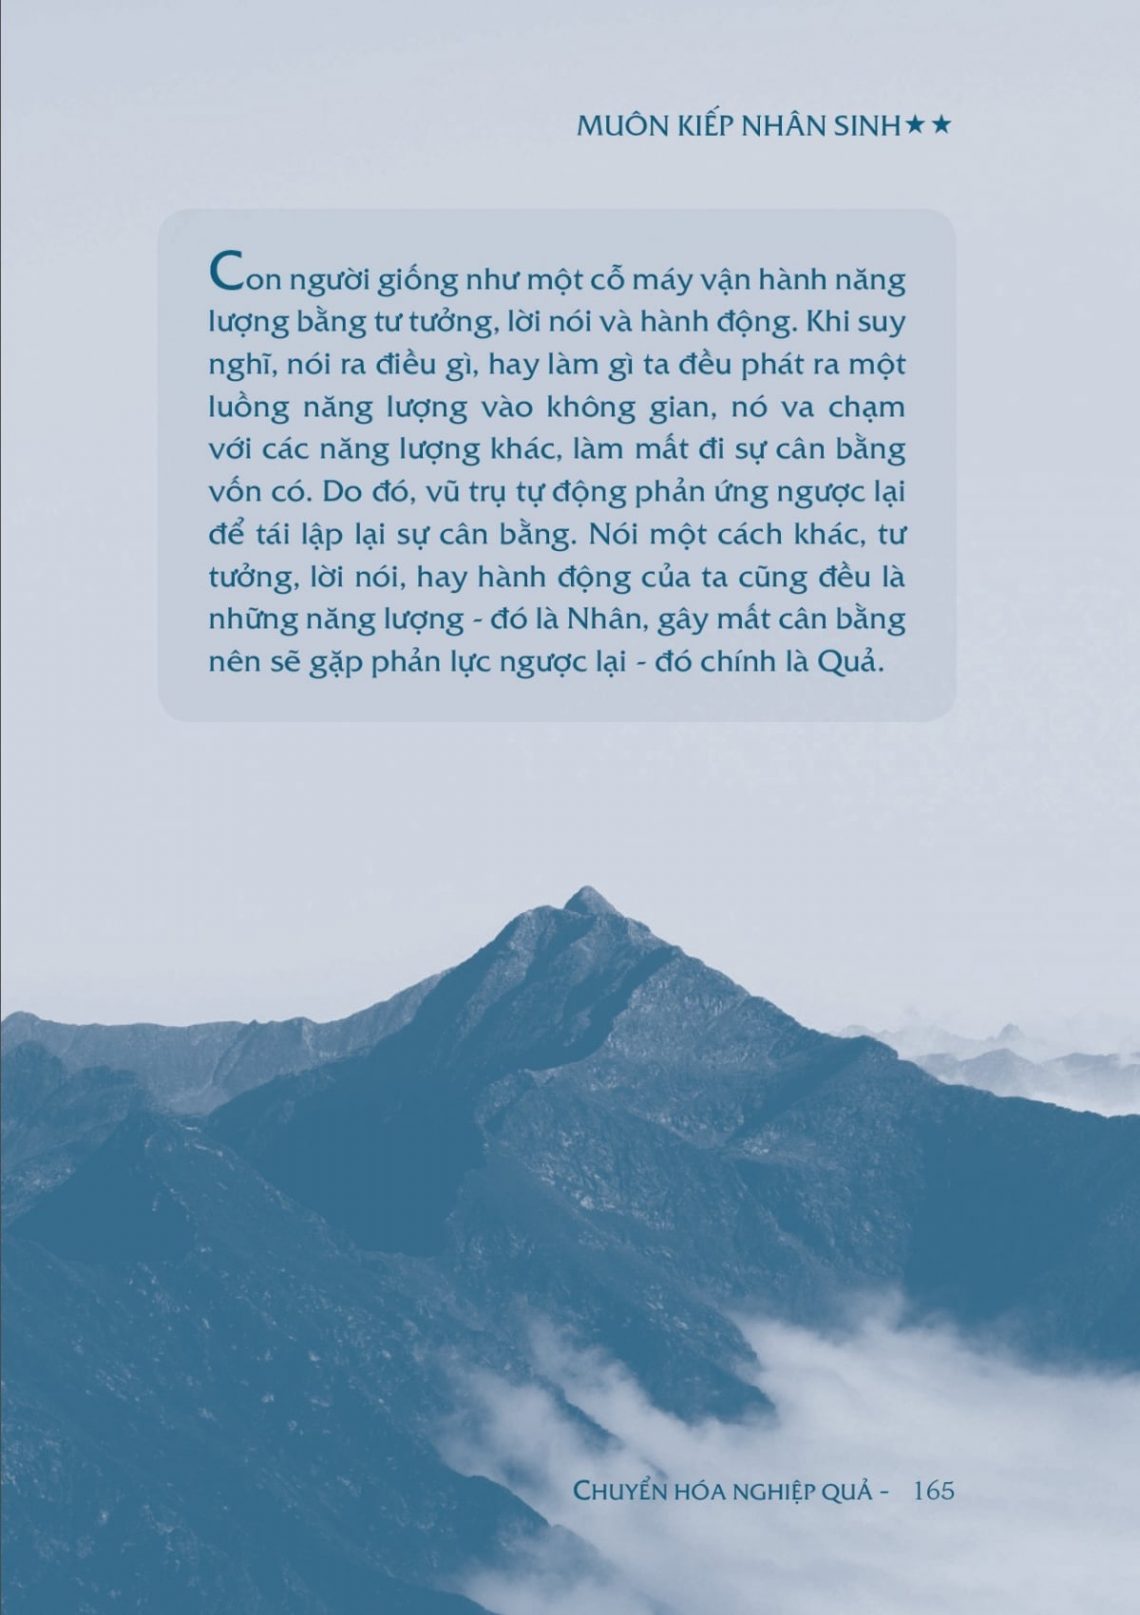 MUÔN KIẾP NHÂN SINH★★
Con người giống như một cỗ máy vận hành năng
lượng bằng tư tưởng, lời nói và hành động. Khi suy
nghĩ, nói ra điều gì, hay làm gì ta đều phát ra một
luồng năng lượng vào không gian, nó va chạm
với các năng lượng khác, làm mất đi sự cân bằng
vốn có. Do đó, vũ trụ tự động phản ứng ngược lại
để tái lập lại sự cân bằng. Nói một cách khác, tư
tưởng, lời nói, hay hành động của ta cũng đều là
những năng lượng - đó là Nhân, gây mất cân bằng
nên sẽ gặp phản lực ngược lại - đó chính là Quả.
CHUYỂN HÓA NGHIỆP QUẢ - 165